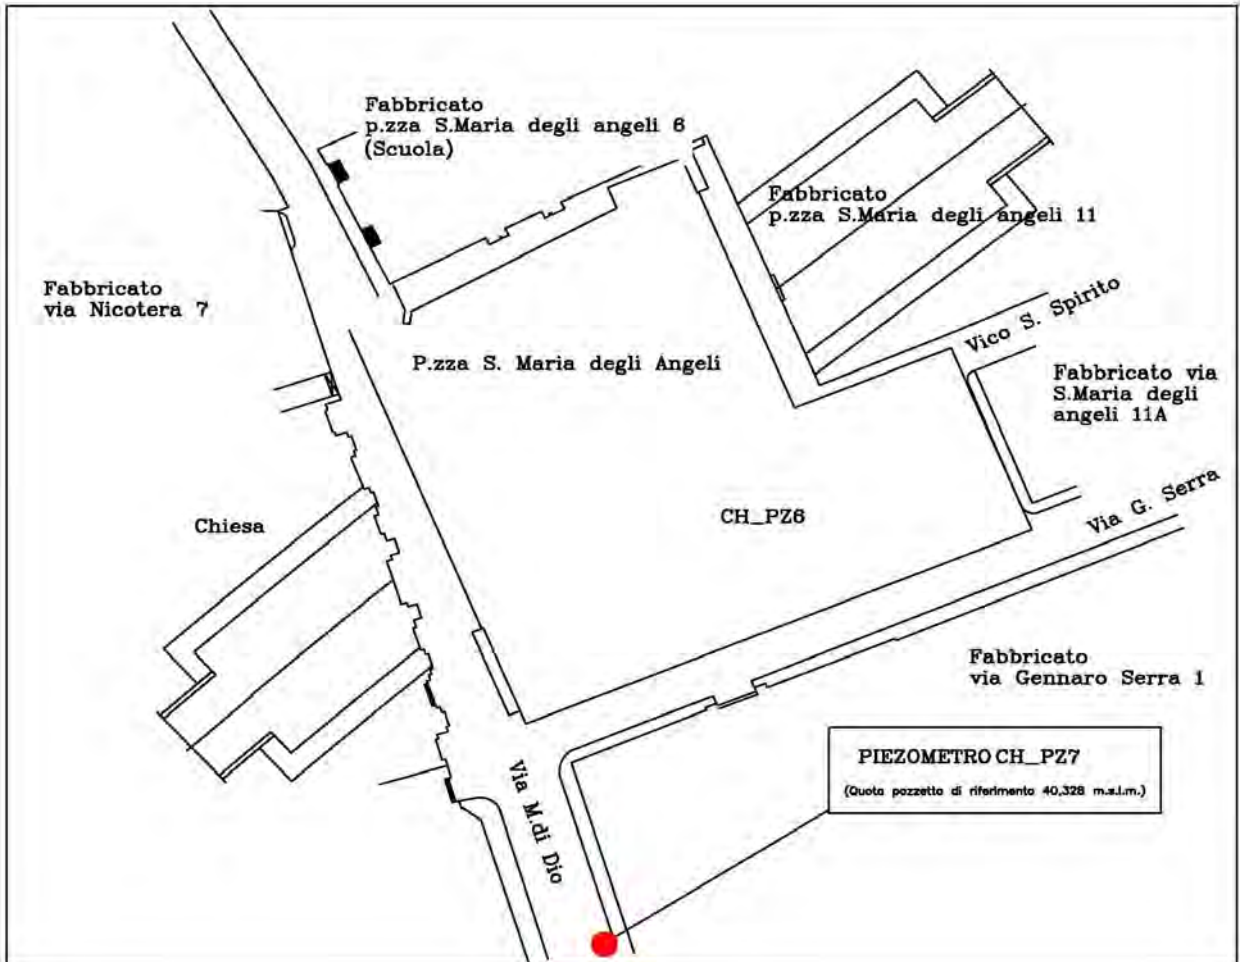 Fabbricato
p.zza S.Maria degli angeli 6
(Scuola)
Fabbricato
p.zza S.Maria degli angeli 11
Fabbricato
via Nicotera 7
Vico S. Spirito
P.zza S. Maria degli Angeli
Fabbricato via
S.Maria degli
angeli 11A
Via G. Serra
CH_PZ6
Chiesa
Fabbricato
via Gennaro Serra 1
PIEZOMETRO CH_PZ7
(Quota pozzetto di riferimento 40,328 m.s.l.m.)
Via M.di Dio